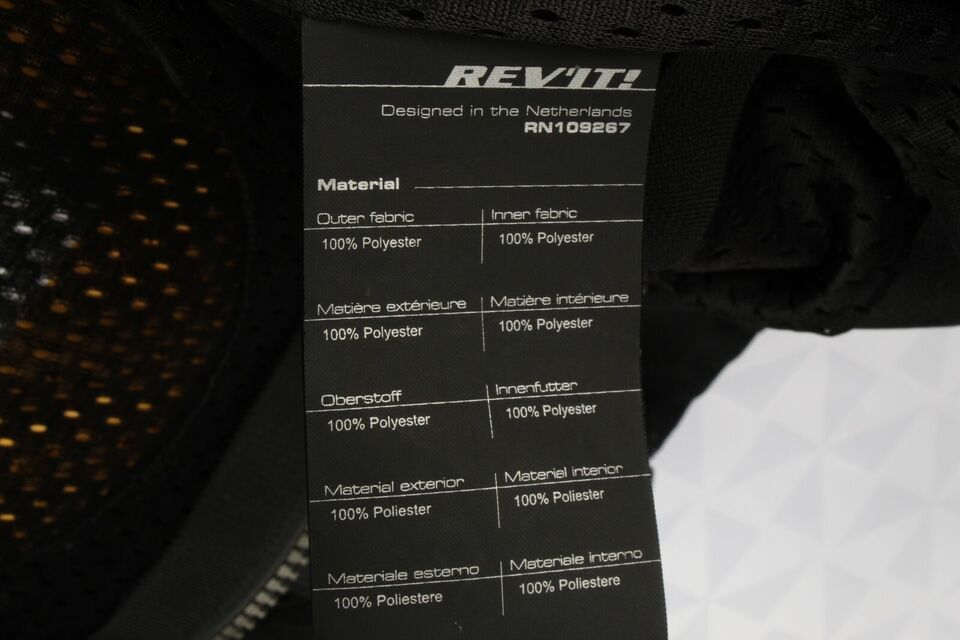 REV'IT!
Designed in the Netherlands
RN109267
Material
Outer fabric Inner fabric
100% Polyester 100% Polyester
Matière extérieure Matière intérieure
100% Polyester 100% Polyester
Oberstoff Innenfutter
100% Polyester 100% Polyester
Material exterior Material interior
100% Poliester 100% Poliester
Materiale esterno Materiale interno
100% Poliestere 100% Poliestere